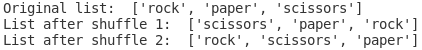 Original list:  ['rock', 'paper', 'scissors']
List after shuffle 1:  ['scissors', 'paper', 'rock']
List after shuffle 2:  ['rock', 'scissors', 'paper']